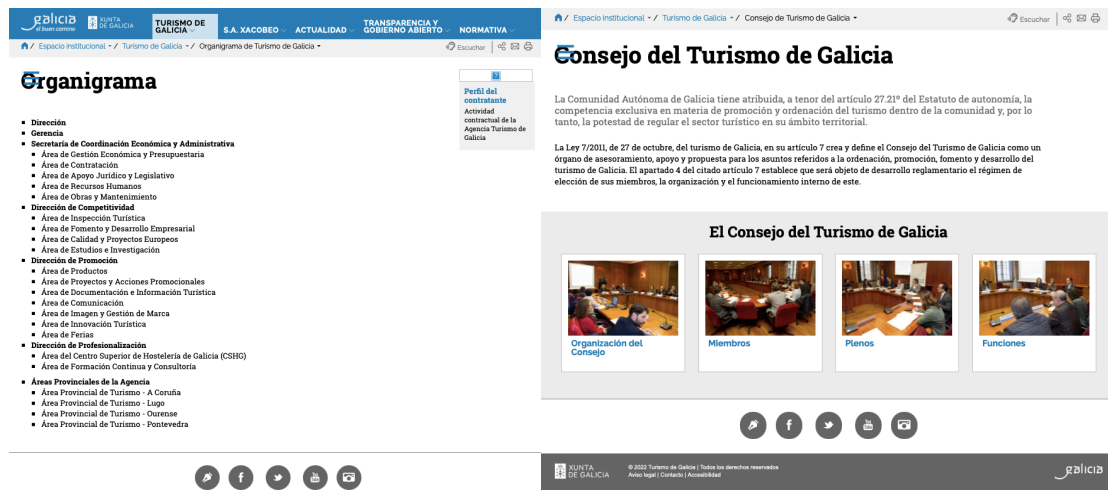 galicia
el buen camino
XUNTA
DE GALICIA
TURISMO DE
GALICIA
S.A. XACOBEO
ACTUALIDAD
TRANSPARENCIA Y
GOBIERNO ABIERTO
NORMATIVA
/ Espacio institucional / Turismo de Galicia / Organigrama de Turismo de Galicia
Escuchar
Organigrama
Perfil del
contratante
Actividad
contractual de la
Agencia Turismo de
Galicia
Dirección
Gerencia
Secretaría de Coordinación Económica y Administrativa
Área de Gestión Económica y Presupuestaria
Área de Contratación
Área de Apoyo Jurídico y Legislativo
Área de Recursos Humanos
Área de Obras y Mantenimiento
Dirección de Competitividad
Área de Inspección Turística
Área de Fomento y Desarrollo Empresarial
Área de Calidad y Proyectos Europeos
Área de Estudios e Investigación
Dirección de Promoción
Área de Productos
Área de Proyectos y Acciones Promocionales
Área de Documentación e Información Turística
Área de Comunicación
Área de Imagen y Gestión de Marca
Área de Innovación Turística
Área de Ferias
Dirección de Profesionalización
Área del Centro Superior de Hostelería de Galicia (CSHG)
Área de Formación Continua y Consultoría
Áreas Provinciales de la Agencia
Área Provincial de Turismo - A Coruña
Área Provincial de Turismo - Lugo
Área Provincial de Turismo - Ourense
Área Provincial de Turismo - Pontevedra
/ Espacio institucional / Turismo de Galicia / Consejo de Turismo de Galicia
Escuchar
Consejo del Turismo de Galicia
La Comunidad Autónoma de Galicia tiene atribuida, a tenor del artículo 27.21º del Estatuto de autonomía, la
competencia exclusiva en materia de promoción y ordenación del turismo dentro de la comunidad y, por lo
tanto, la potestad de regular el sector turístico en su ámbito territorial.
La Ley 7/2011, de 27 de octubre, del turismo de Galicia, en su artículo 7 crea y define el Consejo del Turismo de Galicia como un
órgano de asesoramiento, apoyo y propuesta para los asuntos referidos a la ordenación, promoción, fomento y desarrollo del
turismo de Galicia. El apartado 4 del citado artículo 7 establece que será objeto de desarrollo reglamentario el régimen de
elección de sus miembros, la organización y el funcionamiento interno de este.
El Consejo del Turismo de Galicia
Organización del
Consejo
Miembros
Plenos
Funciones
XUNTA
DE GALICIA
© 2022 Turismo de Galicia | Todos los derechos reservados
Aviso legal | Contacto | Accesibilidad
galicia